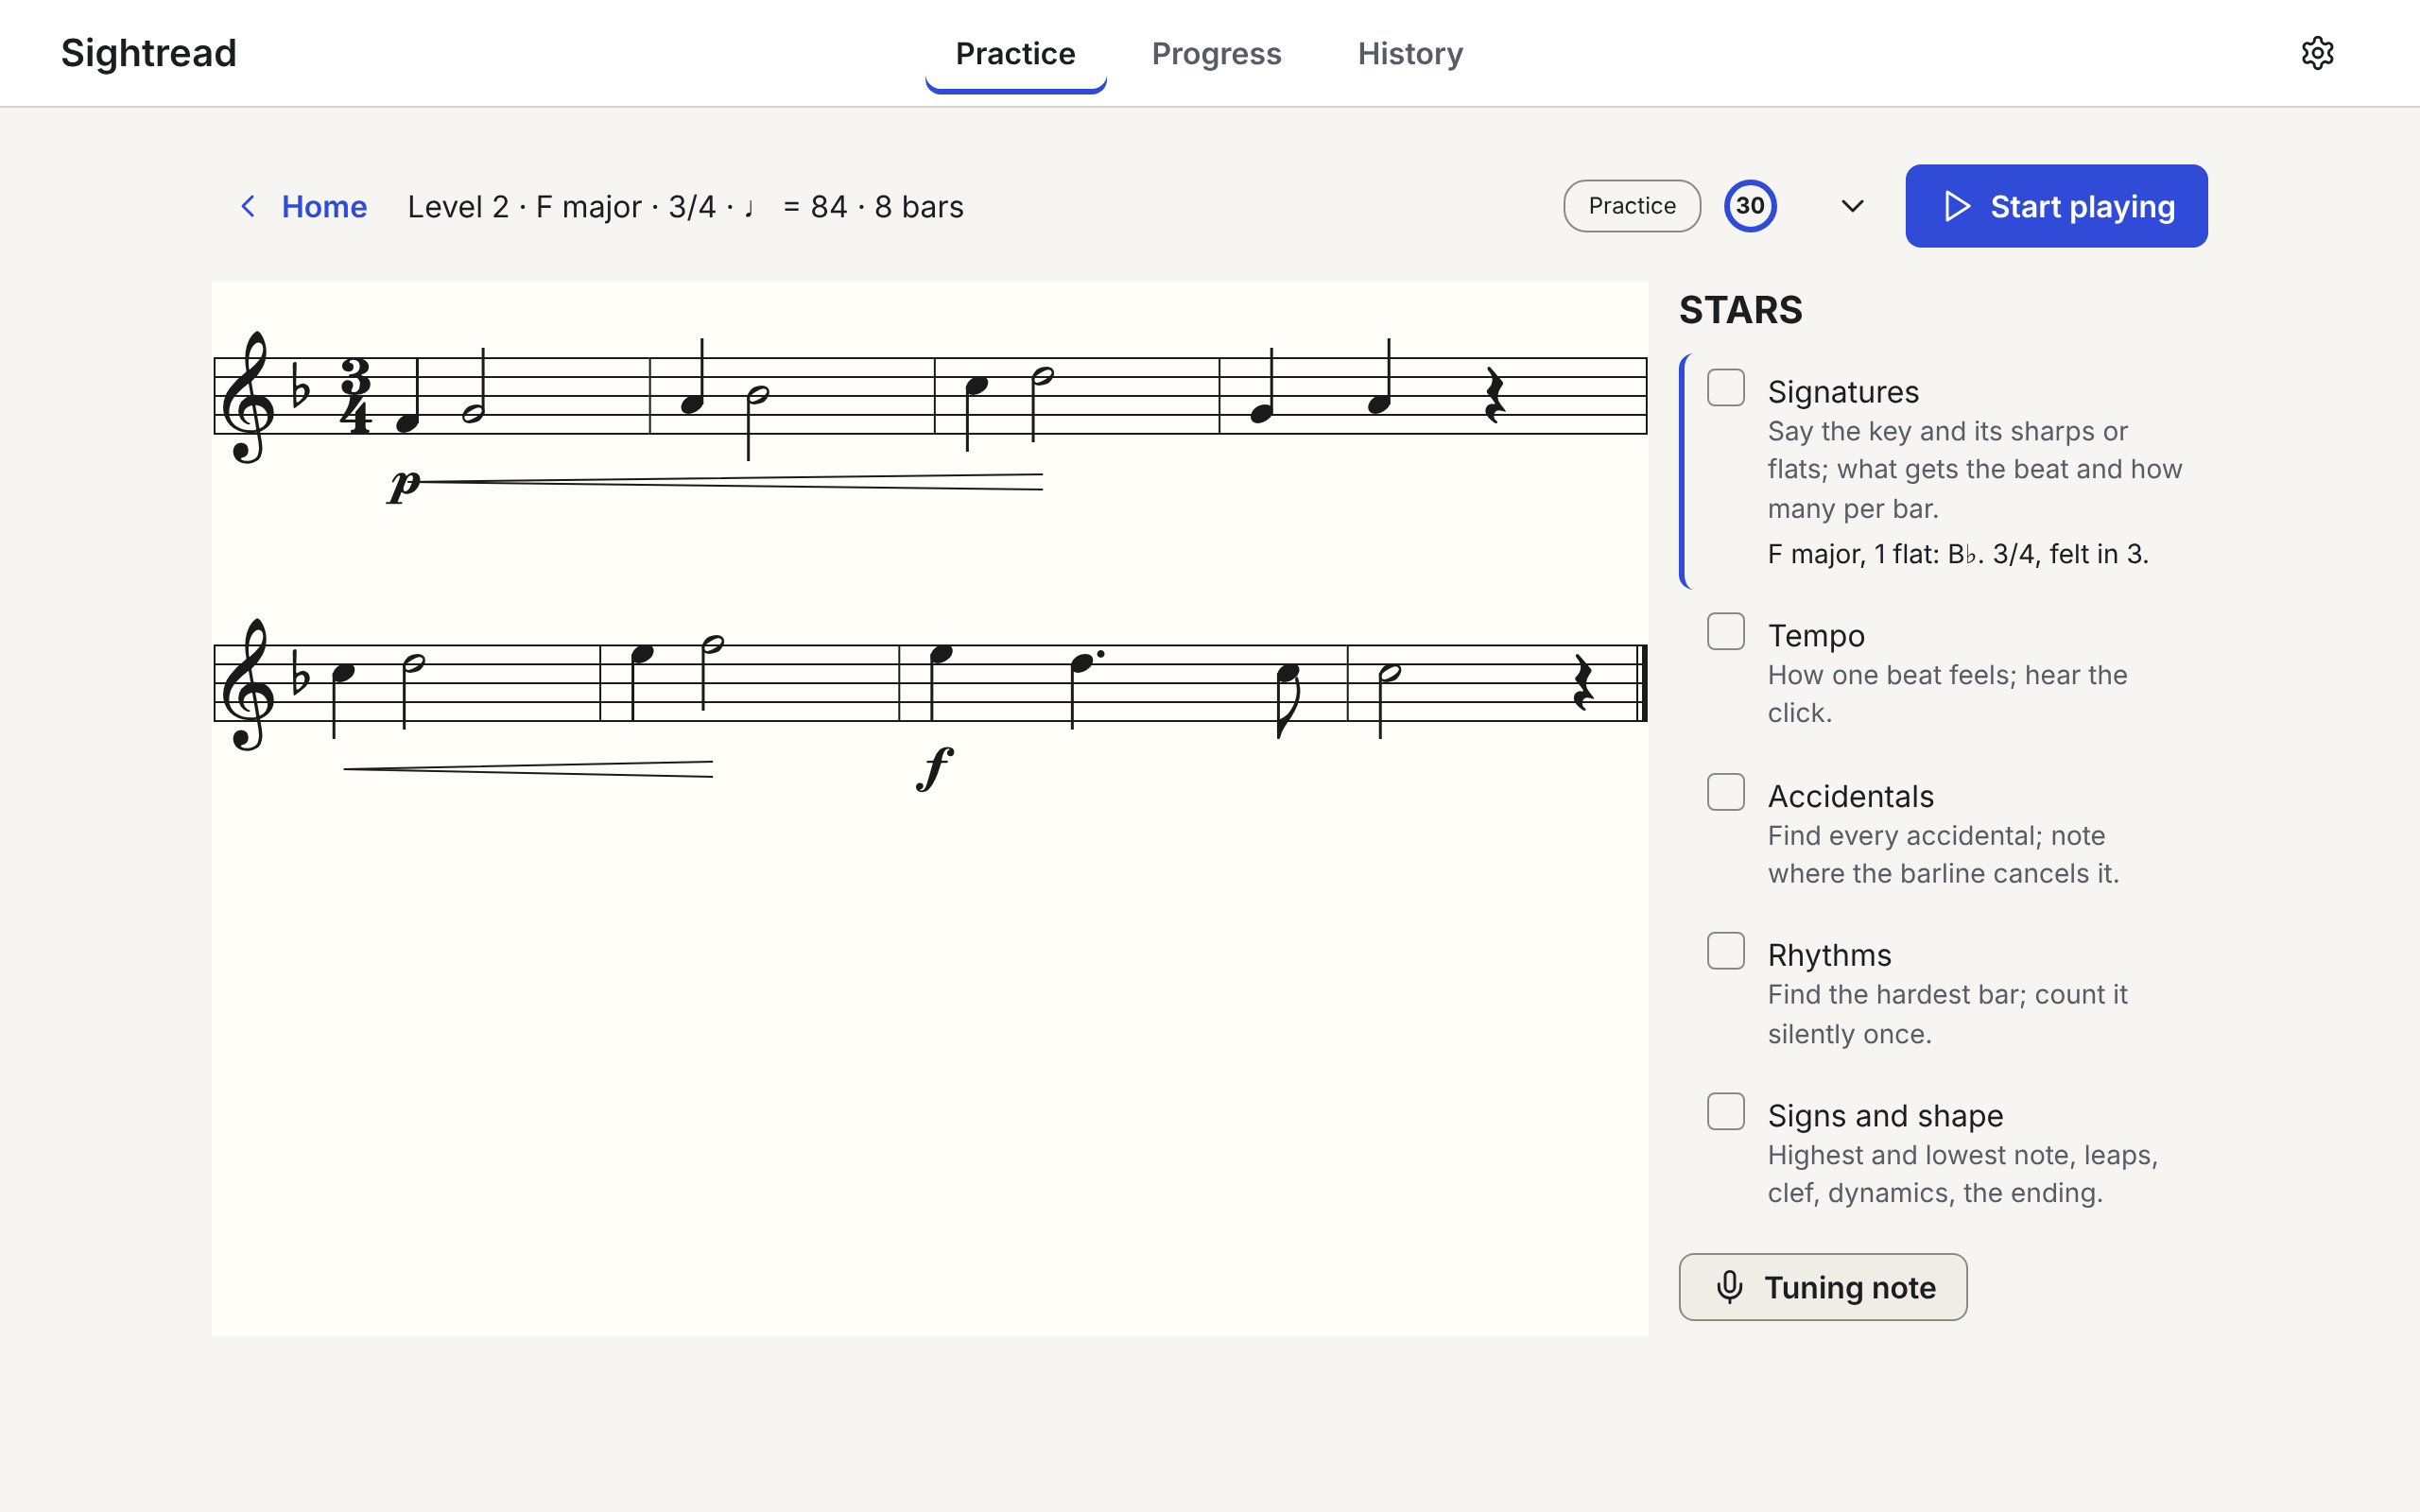 Sightread
Practice
Progress
History
Home
Level 2 · F major · 3/4 · ♩ = 84 · 8 bars
Practice
30
Start playing
3
4
p
f
STARS
Signatures
Say the key and its sharps or
flats; what gets the beat and how
many per bar.
F major, 1 flat: B♭. 3/4, felt in 3.
Tempo
How one beat feels; hear the
click.
Accidentals
Find every accidental; note
where the barline cancels it.
Rhythms
Find the hardest bar; count it
silently once.
Signs and shape
Highest and lowest note, leaps,
clef, dynamics, the ending.
Tuning note